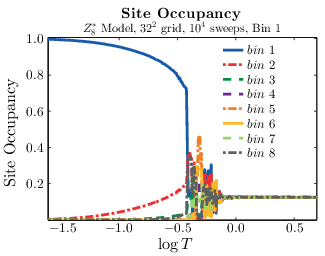 Site Occupancy
Z₈* Model, 32² grid, 10⁴ sweeps, Bin 1
Site Occupancy
1.0
0.8
0.6
0.4
0.2
bin 1
bin 2
bin 3
bin 4
bin 5
bin 6
bin 7
bin 8
−1.5
−1.0
−0.5
0.0
0.5
log T